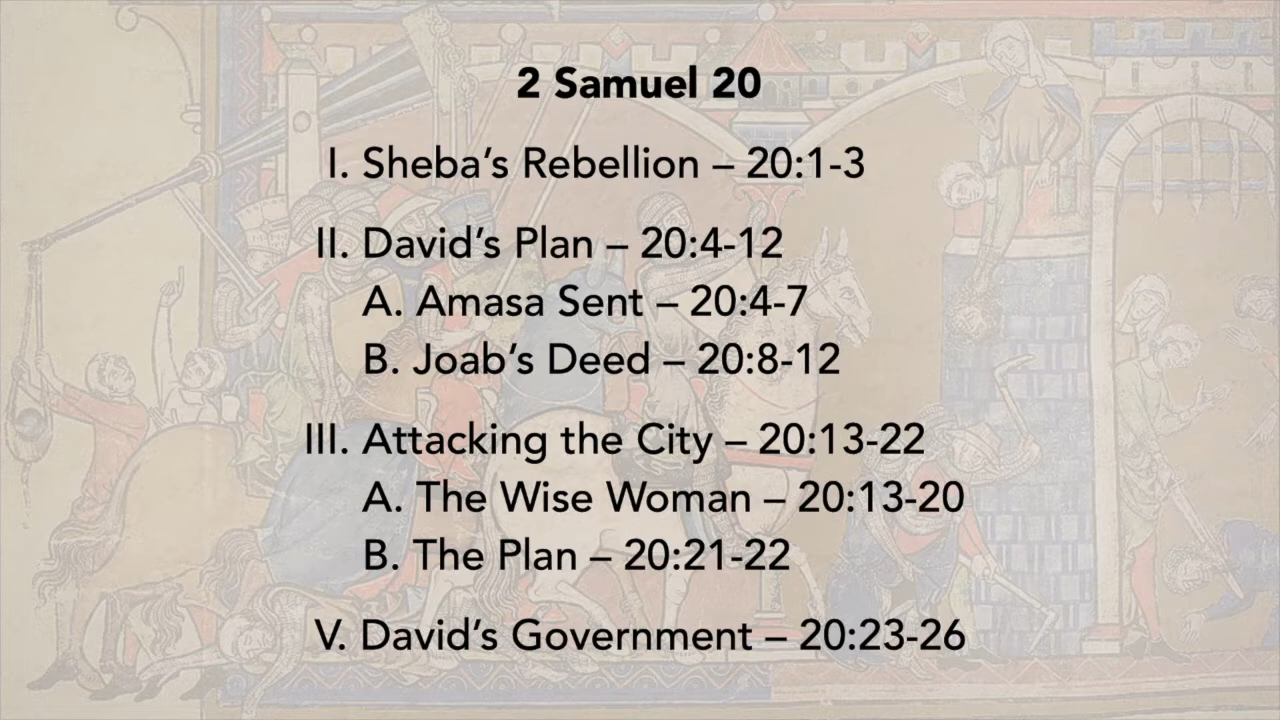 2 Samuel 20
I. Sheba’s Rebellion – 20:1-3
II. David’s Plan – 20:4-12
A. Amasa Sent – 20:4-7
B. Joab’s Deed – 20:8-12
III. Attacking the City – 20:13-22
A. The Wise Woman – 20:13-20
B. The Plan – 20:21-22
V. David’s Government – 20:23-26